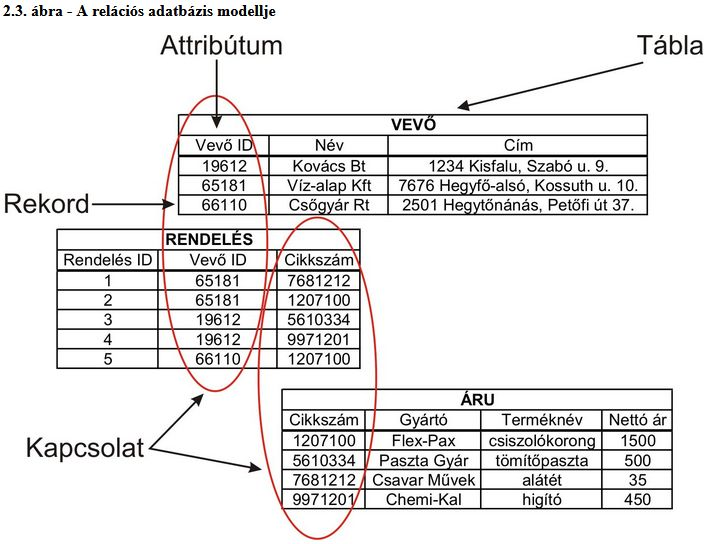 2.3. ábra - A relációs adatbázis modellje
Attribútum
Tábla
VEVŐ
Vevő ID Név Cím
19612 Kovács Bt 1234 Kisfalu, Szabó u. 9.
65181 Víz-alap Kft 7676 Hegyfő-alsó, Kossuth u. 10.
66110 Csőgyár Rt 2501 Hegytőnánás, Petőfi út 37.
Rekord
RENDELÉS
Rendelés ID Vevő ID Cikkszám
1 65181 7681212
2 65181 1207100
3 19612 5610334
4 19612 9971201
5 66110 1207100
Kapcsolat
ÁRU
Cikkszám Gyártó Terméknév Nettó ár
1207100 Flex-Pax csiszolókorong 1500
5610334 Paszta Gyár tömítőpaszta 500
7681212 Csavar Művek alátét 35
9971201 Chemi-Kal higító 450